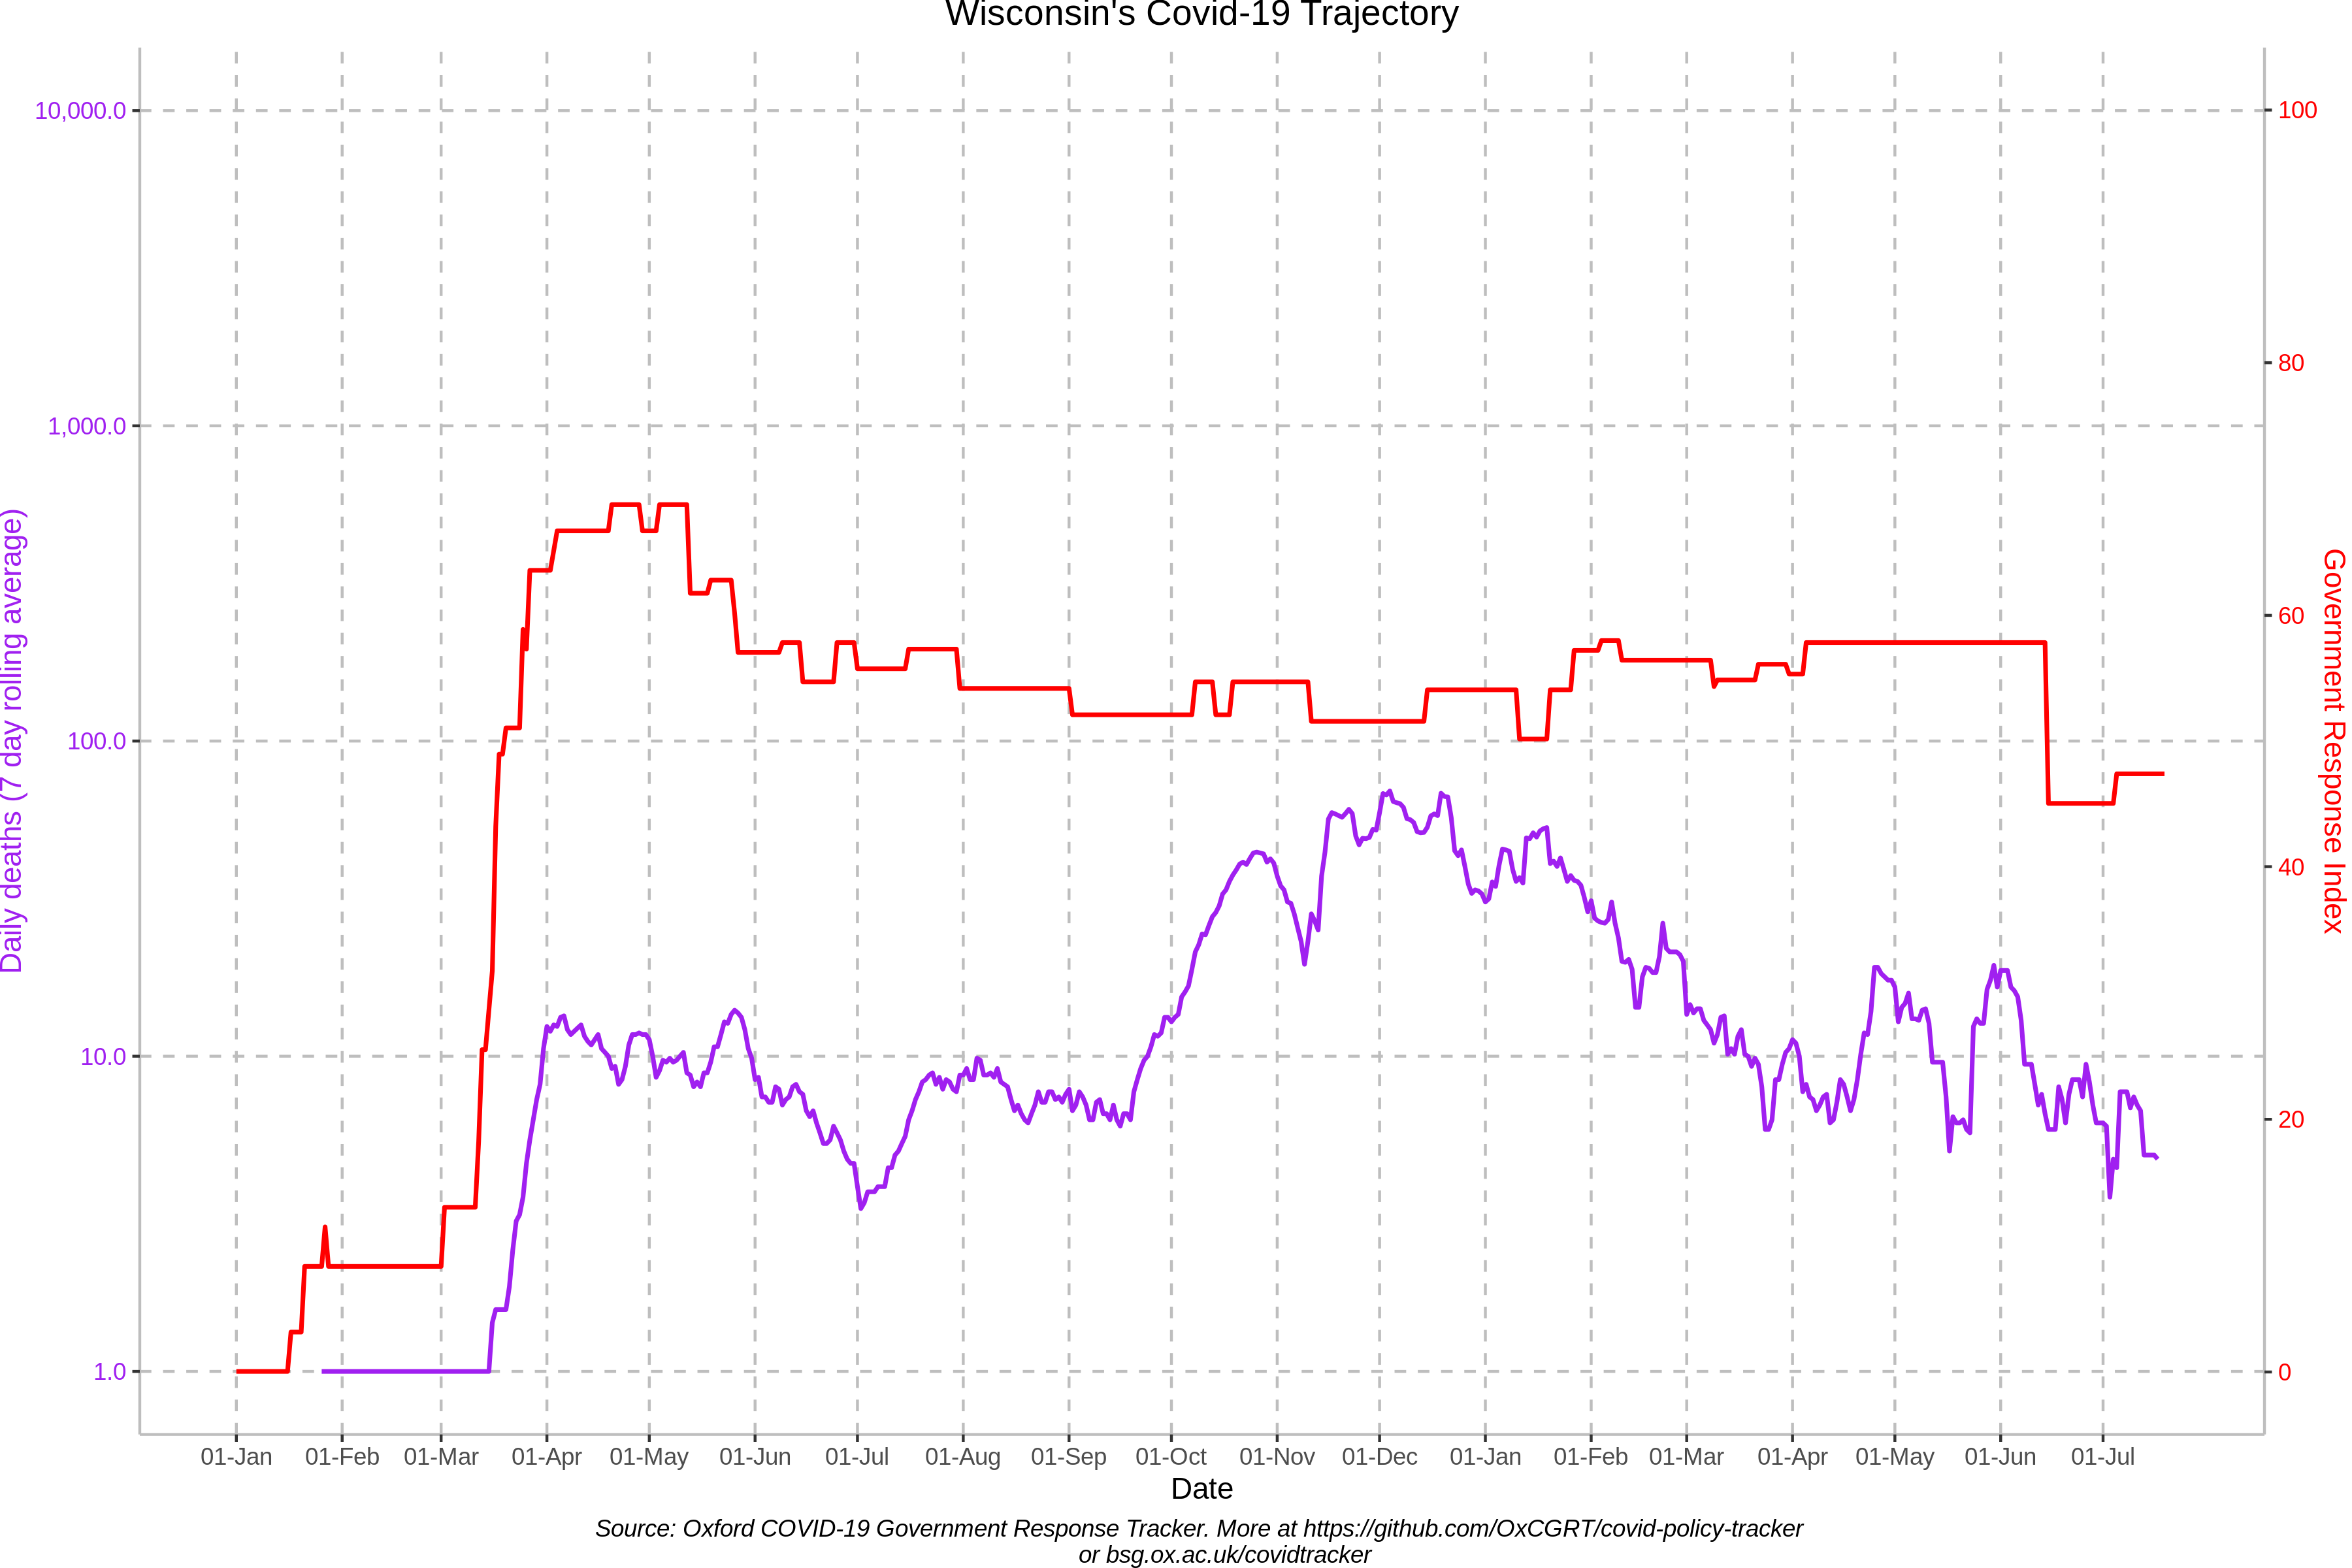 Wisconsin's Covid-19 Trajectory
10,000.0
1,000.0
100.0
10.0
1.0
Daily deaths (7 day rolling average)
100
80
60
40
20
0
Government Response Index
01-Jan 01-Feb 01-Mar 01-Apr 01-May 01-Jun 01-Jul 01-Aug 01-Sep 01-Oct 01-Nov 01-Dec 01-Jan 01-Feb 01-Mar 01-Apr 01-May 01-Jun 01-Jul
Date
Source: Oxford COVID-19 Government Response Tracker. More at https://github.com/OxCGRT/covid-policy-tracker
or bsg.ox.ac.uk/covidtracker